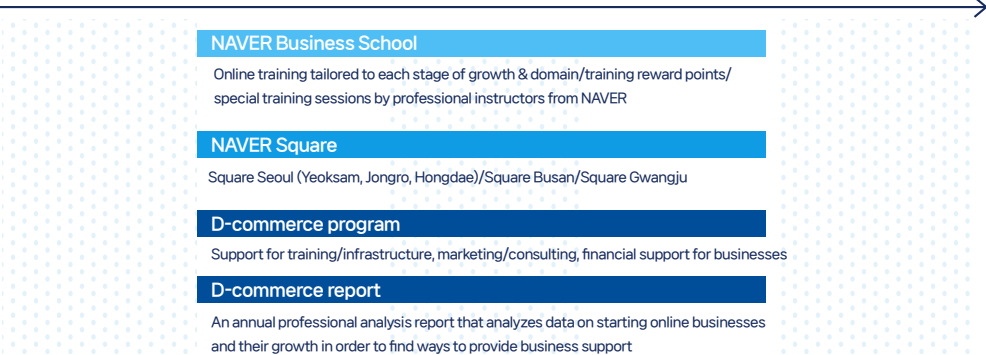 NAVER Business School
Online training tailored to each stage of growth & domain/training reward points/
special training sessions by professional instructors from NAVER
NAVER Square
Square Seoul (Yeoksam, Jongro, Hongdae)/Square Busan/Square Gwangju
D-commerce program
Support for training/infrastructure, marketing/consulting, financial support for businesses
D-commerce report
An annual professional analysis report that analyzes data on starting online businesses
and their growth in order to find ways to provide business support